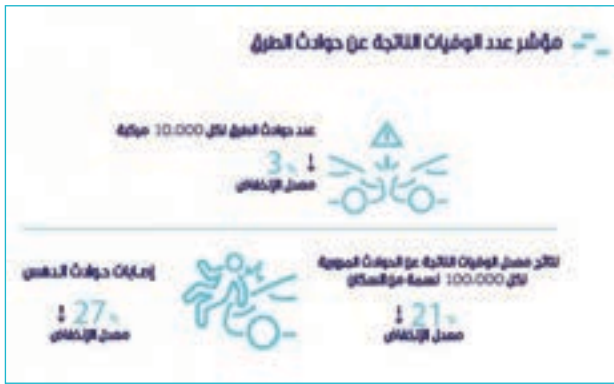 مؤشر عدد الوفيات الناتجة عن حوادث الطرق
عدد حوادث الطرق لكل 10.000 مركبة
↓ 3%
معدل الإنخفاض
نتائج معدل الوفيات الناتجة عن الحوادث المرورية
لكل 100.000 نسمة من السكان
↓ 21%
معدل الإنخفاض
إصابات حوادث الدهس
↓ 27%
معدل الإنخفاض